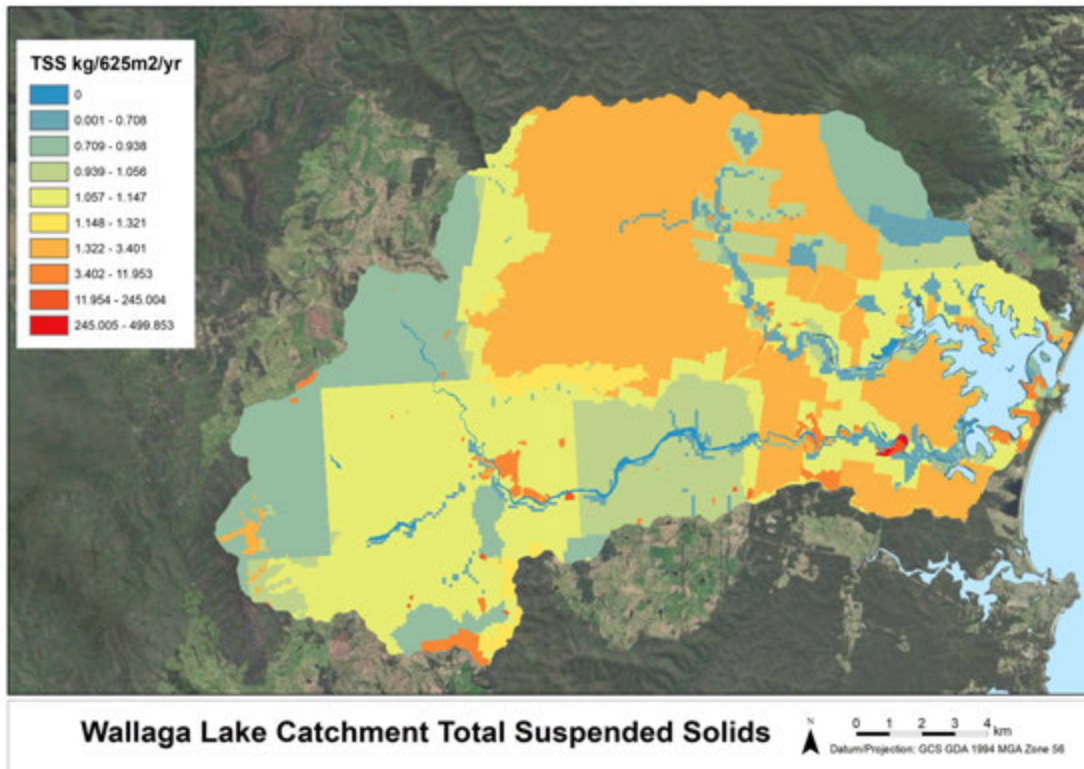 TSS kg/625m2/yr
0
0.001 - 0.708
0.709 - 0.938
0.939 - 1.056
1.057 - 1.147
1.148 - 1.321
1.322 - 3.401
3.402 - 11.953
11.954 - 245.004
245.005 - 499.853
Wallaga Lake Catchment Total Suspended Solids
N
0 1 2 3 4
km
Datum/Projection: GCS GDA 1994 MGA Zone 56